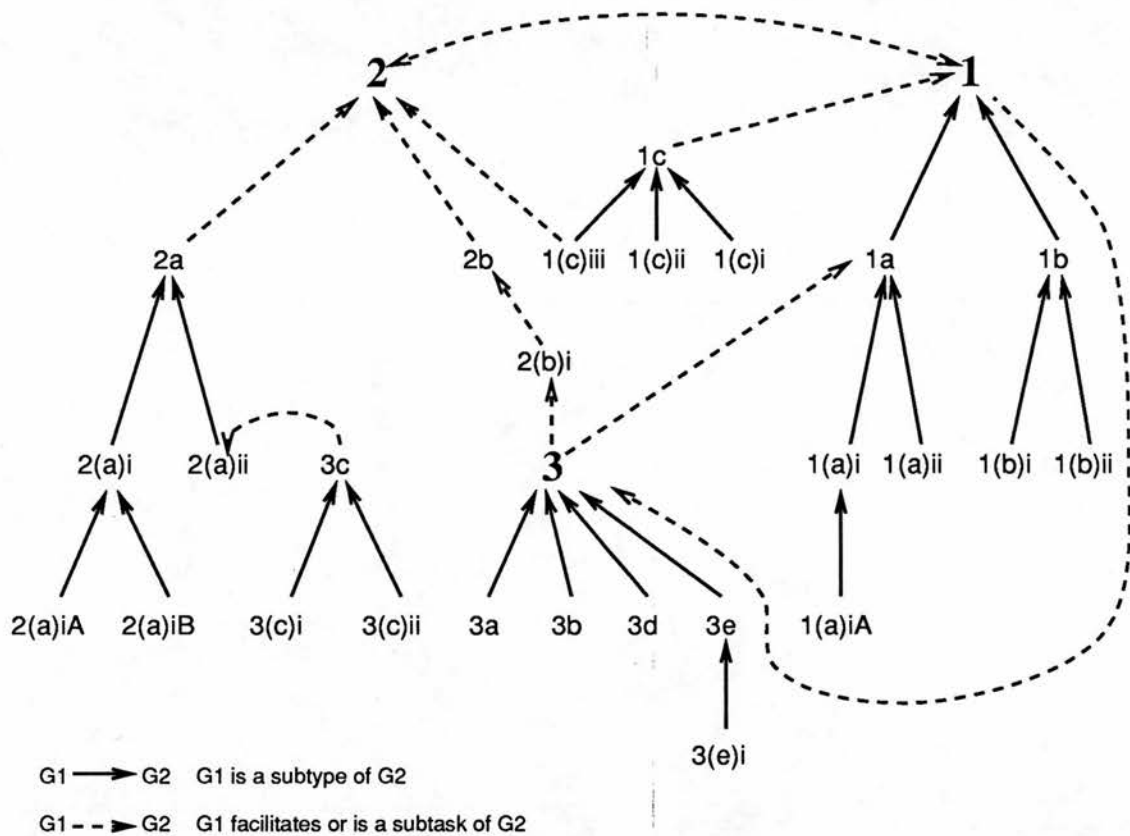 2 1
1c
2a 2b 1(c)iii 1(c)ii 1(c)i 1a 1b
2(b)i
2(a)i 2(a)ii 3c 3 1(a)i 1(a)ii 1(b)i 1(b)ii
2(a)iA 2(a)iB 3(c)i 3(c)ii 3a 3b 3d 3e 1(a)iA
3(e)i
G1 G2 G1 is a subtype of G2
G1 G2 G1 facilitates or is a subtask of G2